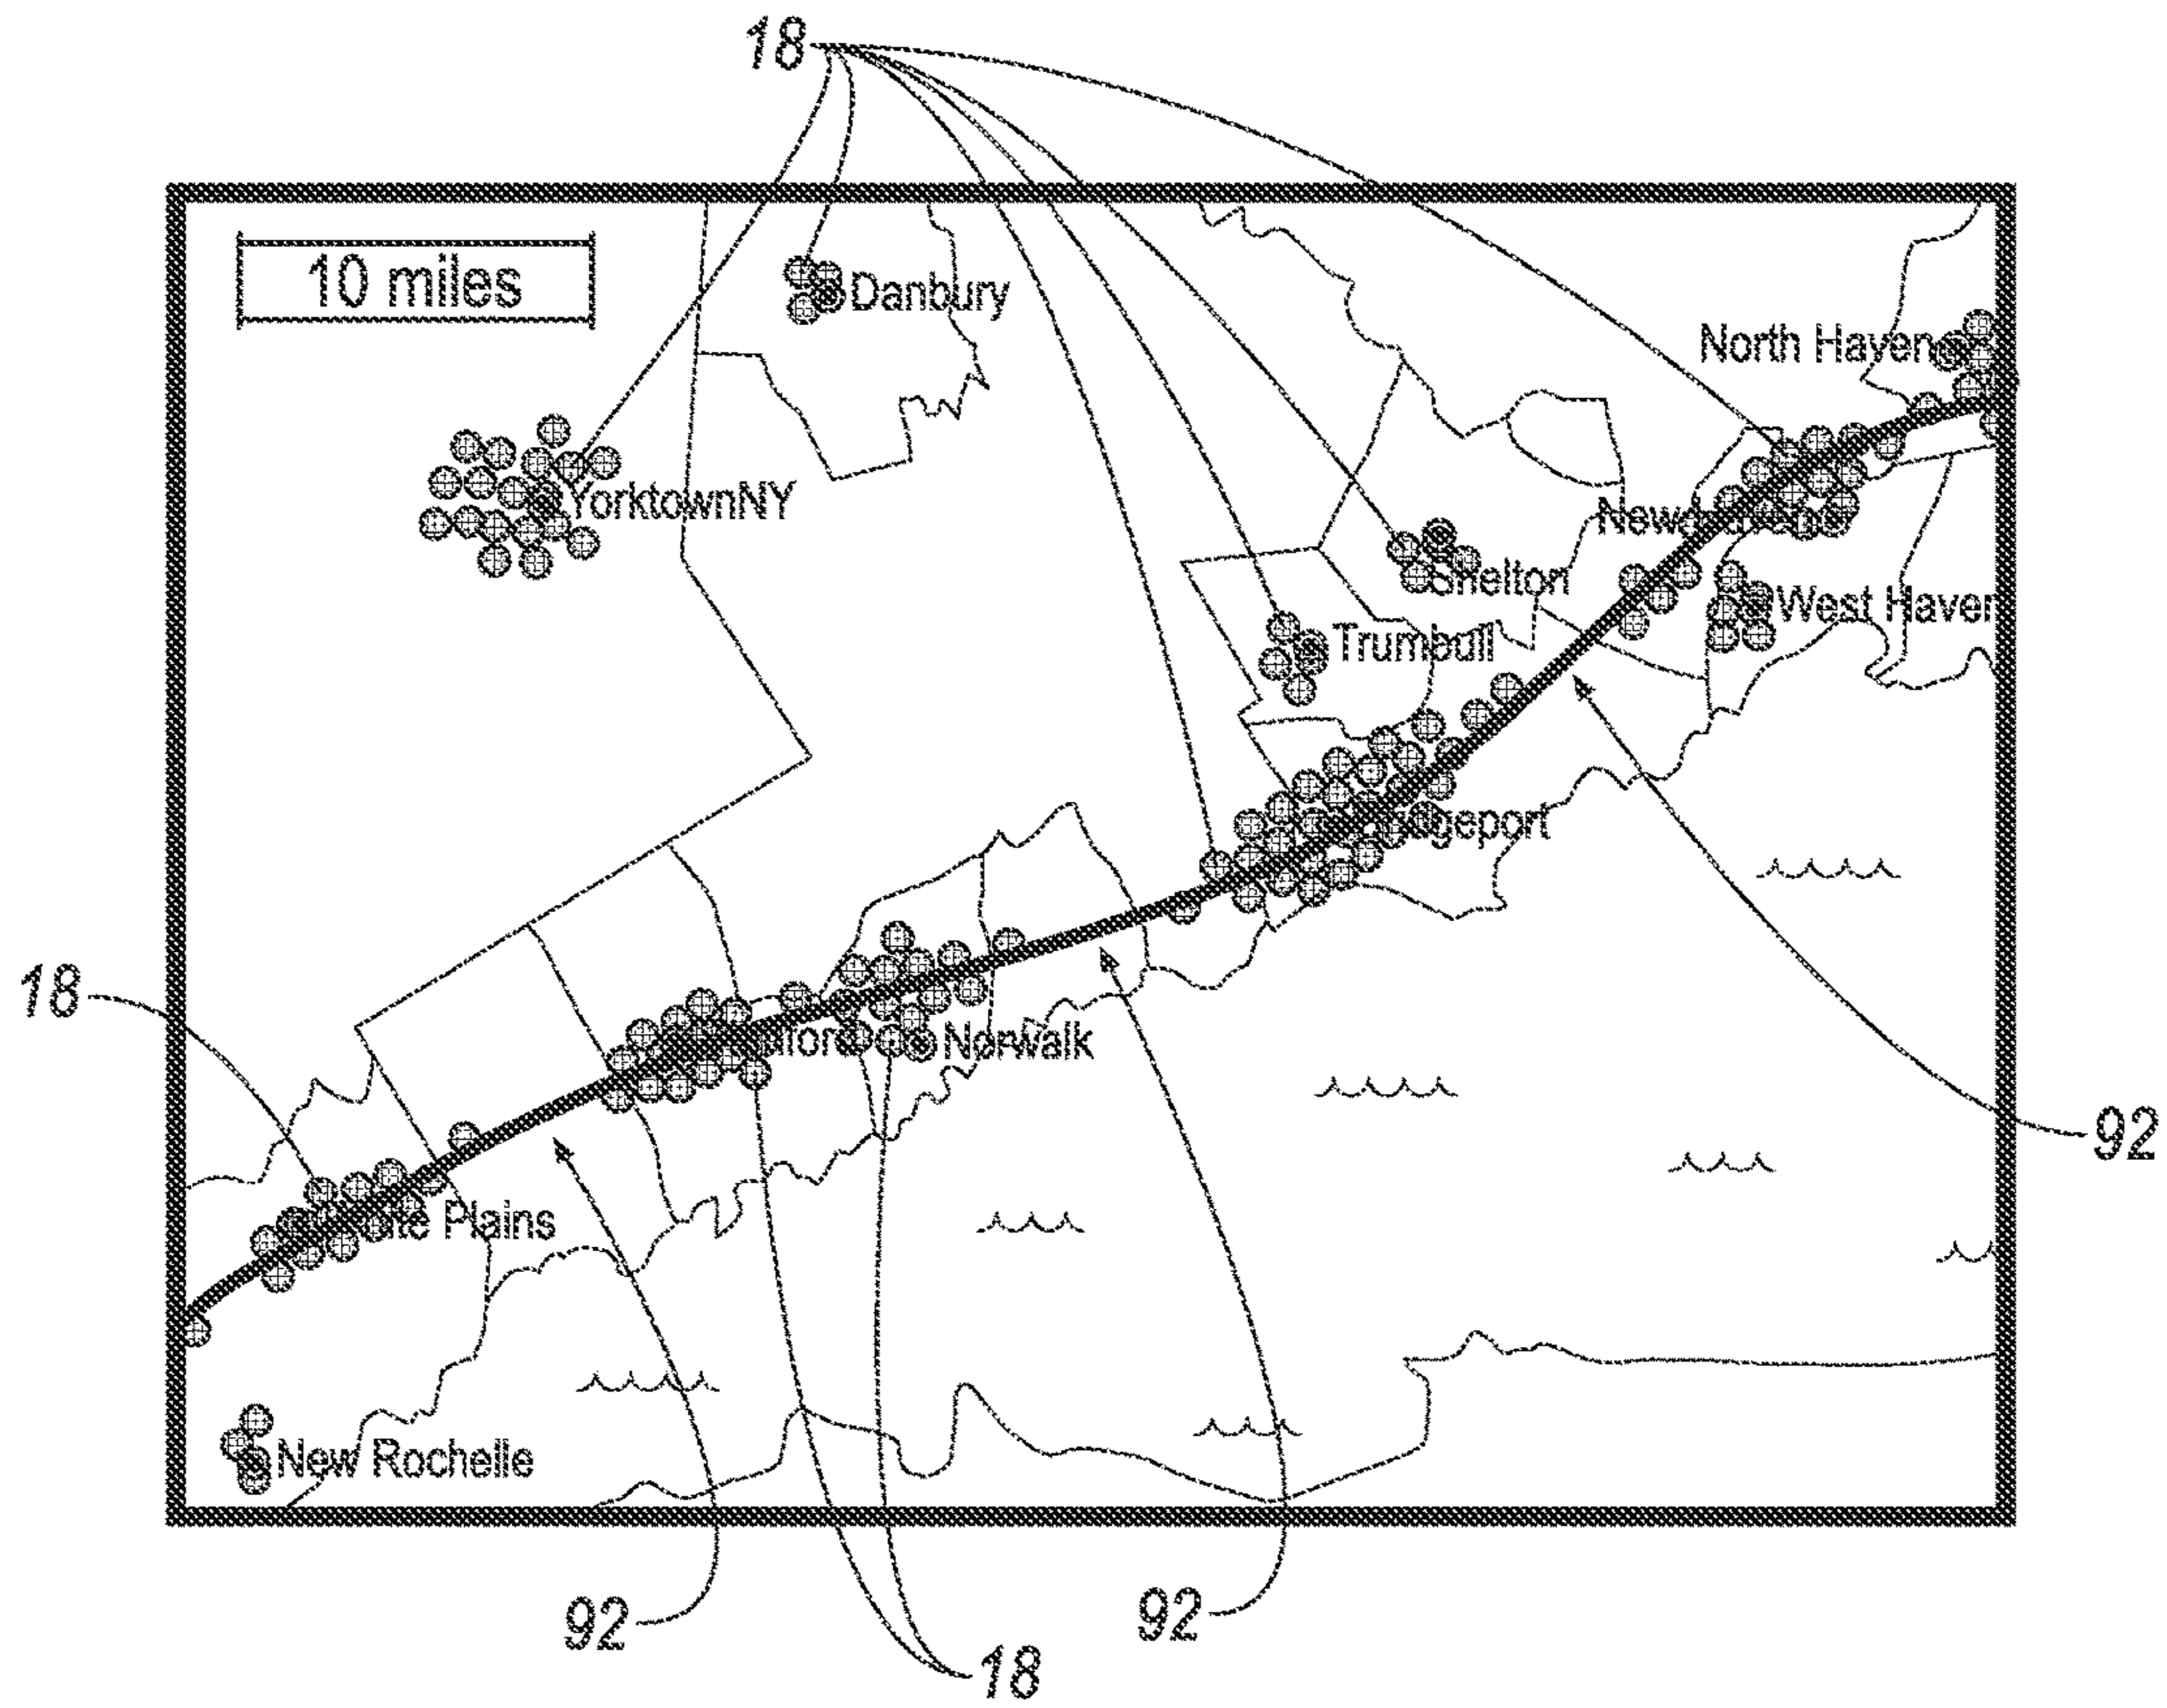 18
10 miles
Danbury
North Haven
YorktownNY
Shelton
West Haven
Trumbull
18
Norwalk
92
Plains
New Rochelle
92
92
18